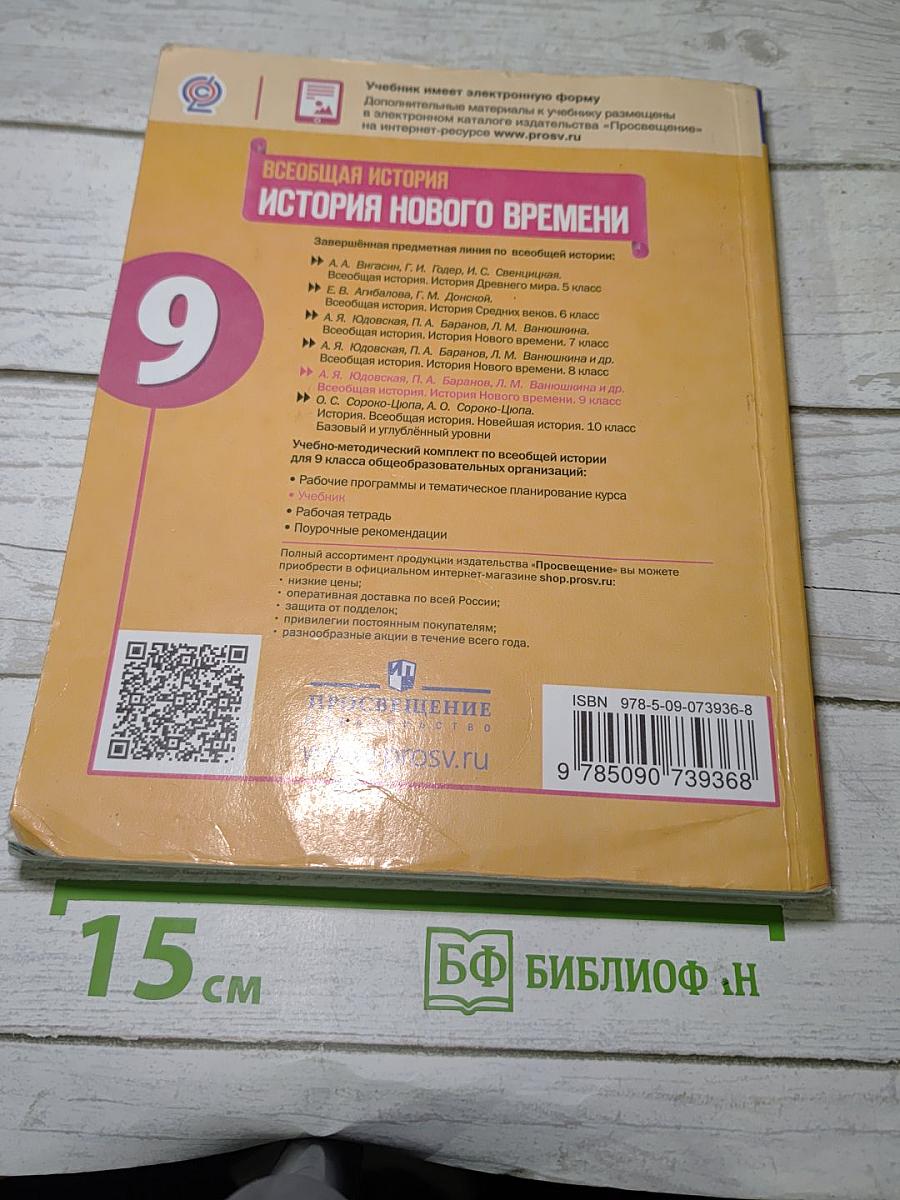 Учебник имеет электронную форму
Дополнительные материалы к учебнику размещены
в электронном каталоге издательства «Просвещение»
на интернет-ресурсе www.prosv.ru
ВСЕОБЩАЯ ИСТОРИЯ
ИСТОРИЯ НОВОГО ВРЕМЕНИ
9
Завершённая предметная линия по всеобщей истории:
А. А. Вигасин, Г. И. Годер, И. С. Свенцицкая.
Всеобщая история. История Древнего мира. 5 класс
Е. В. Агибалова, Г. М. Донской.
Всеобщая история. История Средних веков. 6 класс
А. Я. Юдовская, П. А. Баранов, Л. М. Ванюшкина.
Всеобщая история. История Нового времени. 7 класс
А. Я. Юдовская, П. А. Баранов, Л. М. Ванюшкина и др.
Всеобщая история. История Нового времени. 8 класс
А. Я. Юдовская, П. А. Баранов, Л. М. Ванюшкина и др.
Всеобщая история. История Нового времени. 9 класс
О. С. Сороко-Цюпа, А. О. Сороко-Цюпа.
История. Всеобщая история. Новейшая история. 10 класс
Базовый и углублённый уровни
Учебно-методический комплект по всеобщей истории
для 9 класса общеобразовательных организаций:
• Рабочие программы и тематическое планирование курса
• Учебник
• Рабочая тетрадь
• Поурочные рекомендации
Полный ассортимент продукции издательства «Просвещение» вы можете
приобрести в официальном интернет-магазине shop.prosv.ru:
· низкие цены;
· оперативная доставка по всей России;
· защита от подделок;
· привилегии постоянным покупателям;
· разнообразные акции в течение всего года.
ПРОСВЕЩЕНИЕ
prosv.ru
ISBN 978-5-09-073936-8
9 785090 739368
15 см
БФ БИБЛИОФ